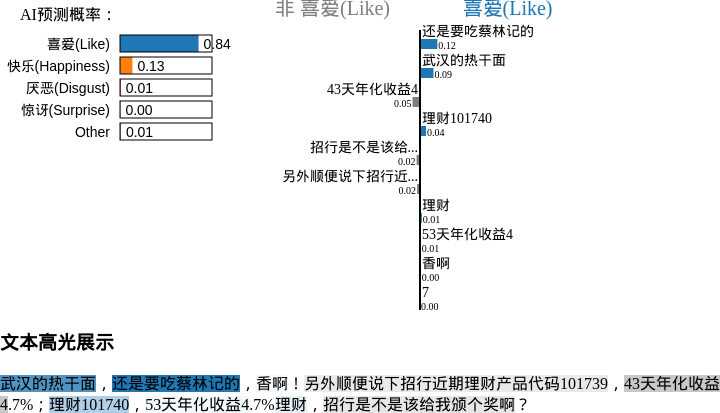 AI预测概率：
喜爱(Like) 0.84
快乐(Happiness) 0.13
厌恶(Disgust) 0.01
惊讶(Surprise) 0.00
Other 0.01
非 喜爱(Like) 喜爱(Like)
还是要吃蔡林记的
0.12
武汉的热干面
0.09
43天年化收益4
0.05
理财101740
0.04
招行是不是该给...
0.02
另外顺便说下招行近...
0.02
理财
0.01
53天年化收益4
0.01
香啊
0.00
7
0.00
文本高光展示
武汉的热干面，还是要吃蔡林记的，香啊！另外顺便说下招行近期理财产品代码101739，43天年化收益
4.7%；理财101740，53天年化收益4.7%理财，招行是不是该给我颁个奖啊？